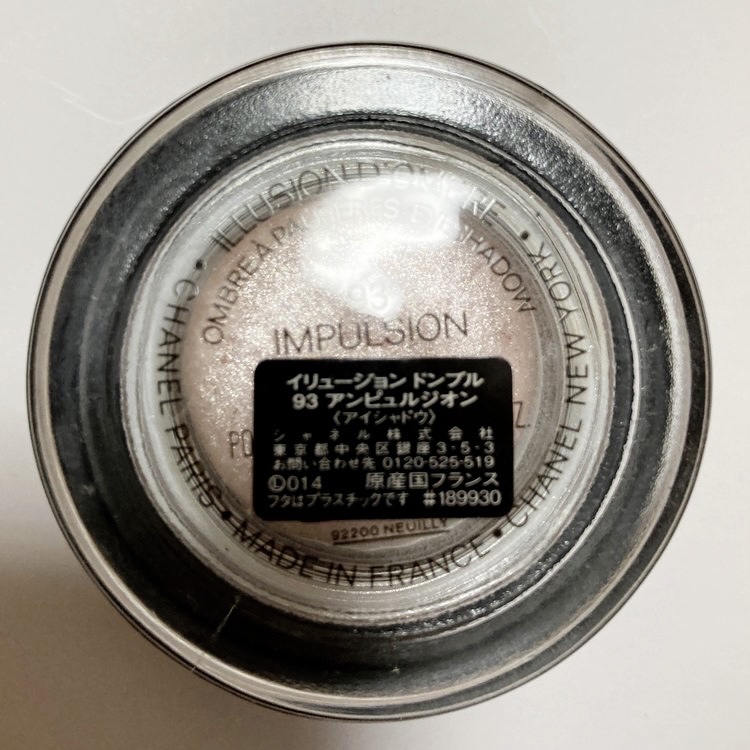 ILLUSION D'OMBRE
OMBRE À PAUPIÈRES EYESHADOW
93
IMPULSION
イリュージョン ドンブル
93 アンピュルジオン
〈アイシャドウ〉
シャネル株式会社
東京都中央区銀座3-5-3
お問い合わせ先 0120-525-519
©014 原産国フランス
フタはプラスチックです #189930
92200 NEUILLY
• CHANEL PARIS • MADE IN FRANCE • CHANEL NEW YORK •